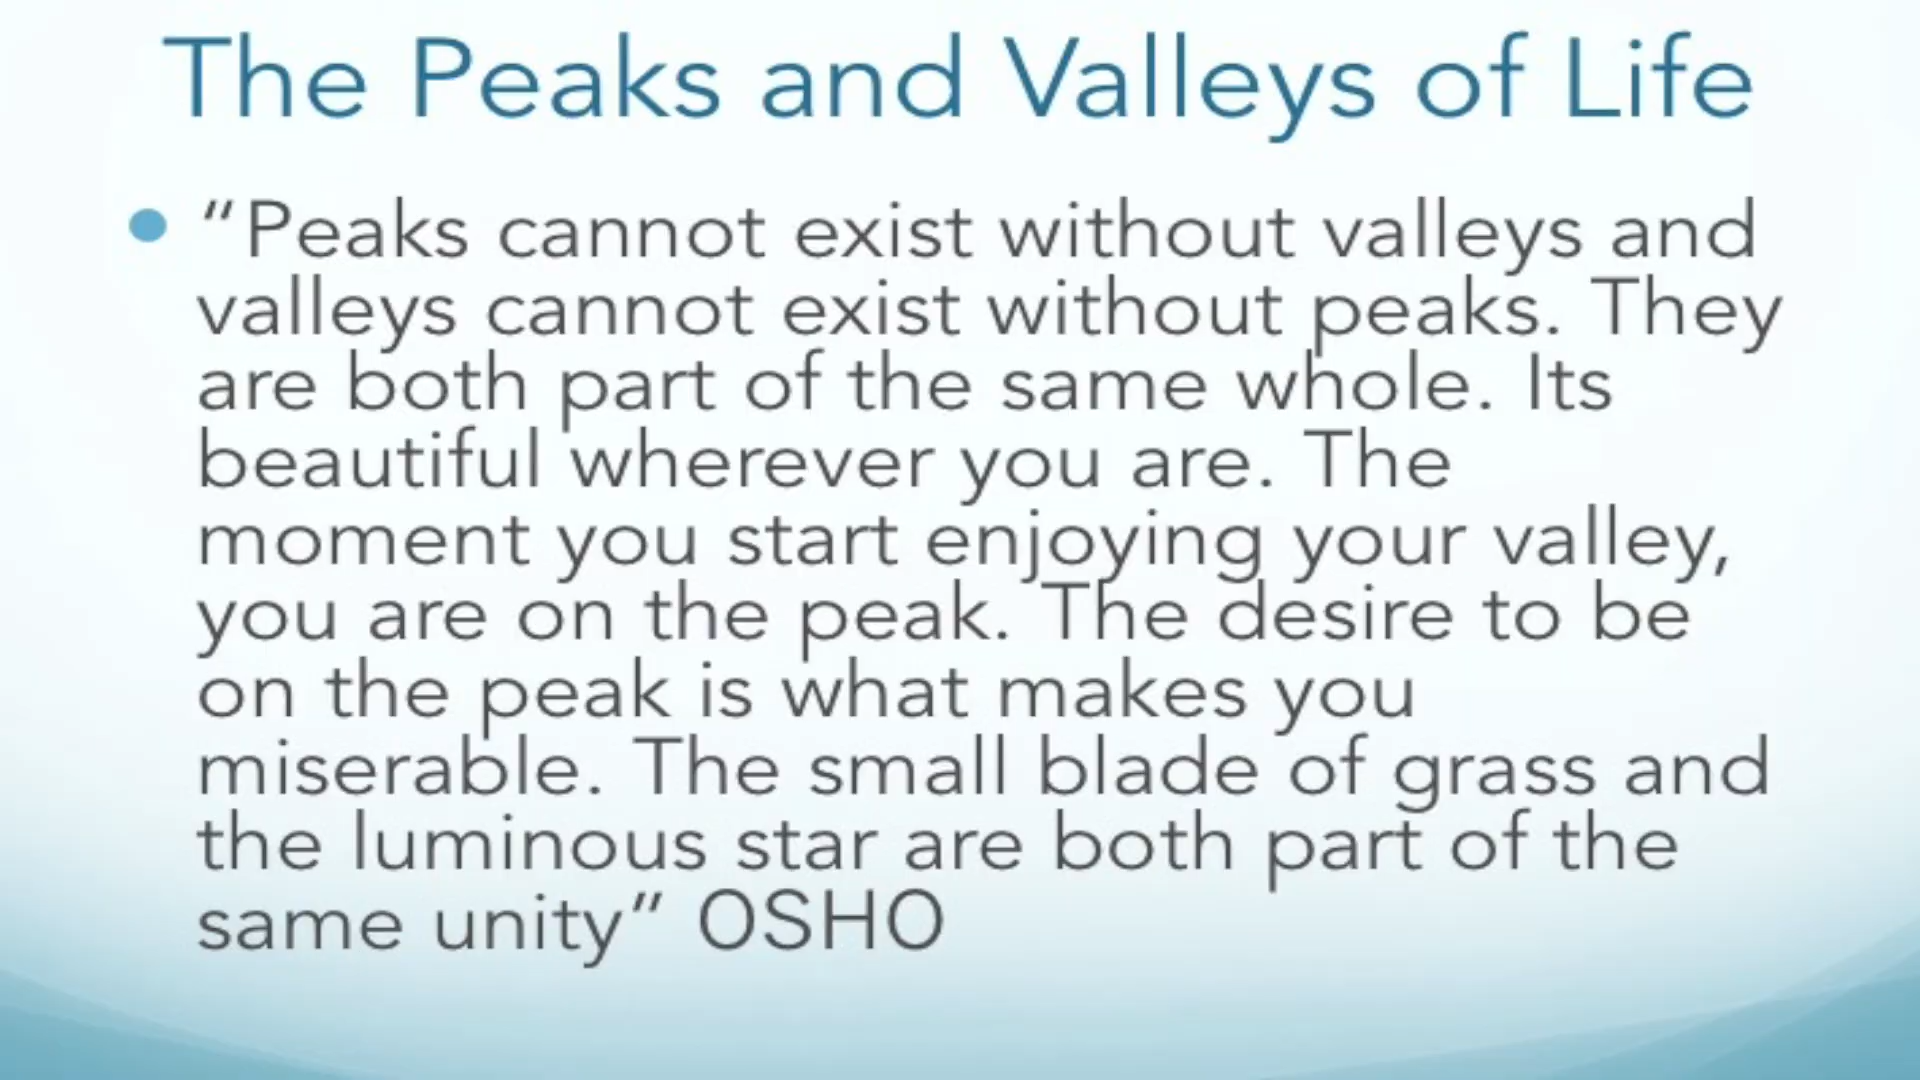 The Peaks and Valleys of Life
“Peaks cannot exist without valleys and
valleys cannot exist without peaks. They
are both part of the same whole. Its
beautiful wherever you are. The
moment you start enjoying your valley,
you are on the peak. The desire to be
on the peak is what makes you
miserable. The small blade of grass and
the luminous star are both part of the
same unity” OSHO